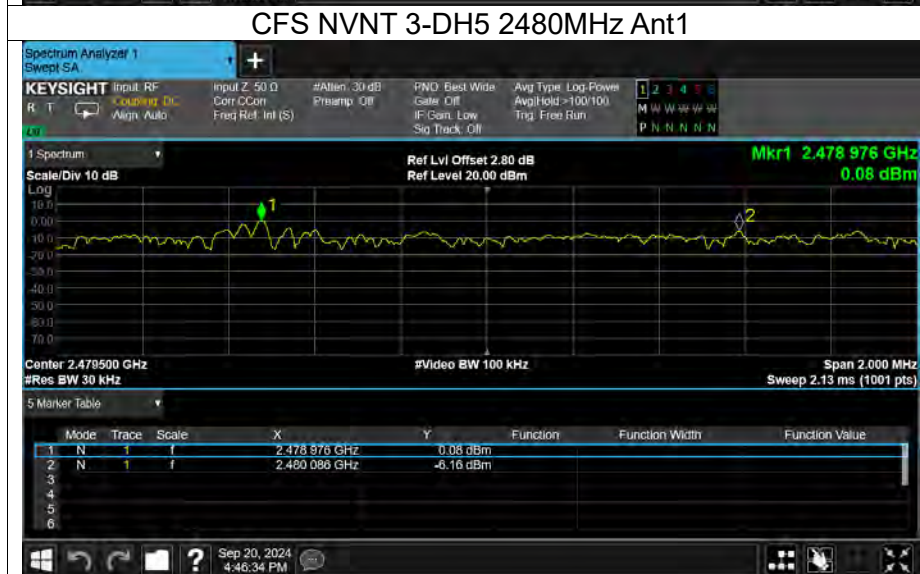 CFS NVNT 3-DH5 2480MHz Ant1
Spectrum Analyzer 1
Swept SA
+
KEYSIGHT Input: RF Input Z: 50 Ω #Atten: 30 dB PNO: Best Wide Avg Type: Log-Power 1 2 3 4 5 6
R T Coupling: DC Corr CCorr Preamp: Off Gate: Off Avg|Hold:>100/100 M W W W W W
Align: Auto Freq Ref: Int (S) IF Gain: Low Trig: Free Run
Sig Track: Off P N N N N N
1 Spectrum Ref Lvl Offset 2.80 dB Mkr1 2.478 976 GHz
Scale/Div 10 dB Ref Level 20.00 dBm 0.08 dBm
Log
10.0
0.00
-10.0
-20.0
-30.0
-40.0
-50.0
-60.0
-70.0
1
2
Center 2.479500 GHz #Video BW 100 kHz Span 2.000 MHz
#Res BW 30 kHz Sweep 2.13 ms (1001 pts)
5 Marker Table
Mode Trace Scale X Y Function Function Width Function Value
1 N 1 f 2.478 976 GHz 0.08 dBm
2 N 1 f 2.480 086 GHz -6.16 dBm
3
4
5
6
? Sep 20, 2024
4:46:34 PM